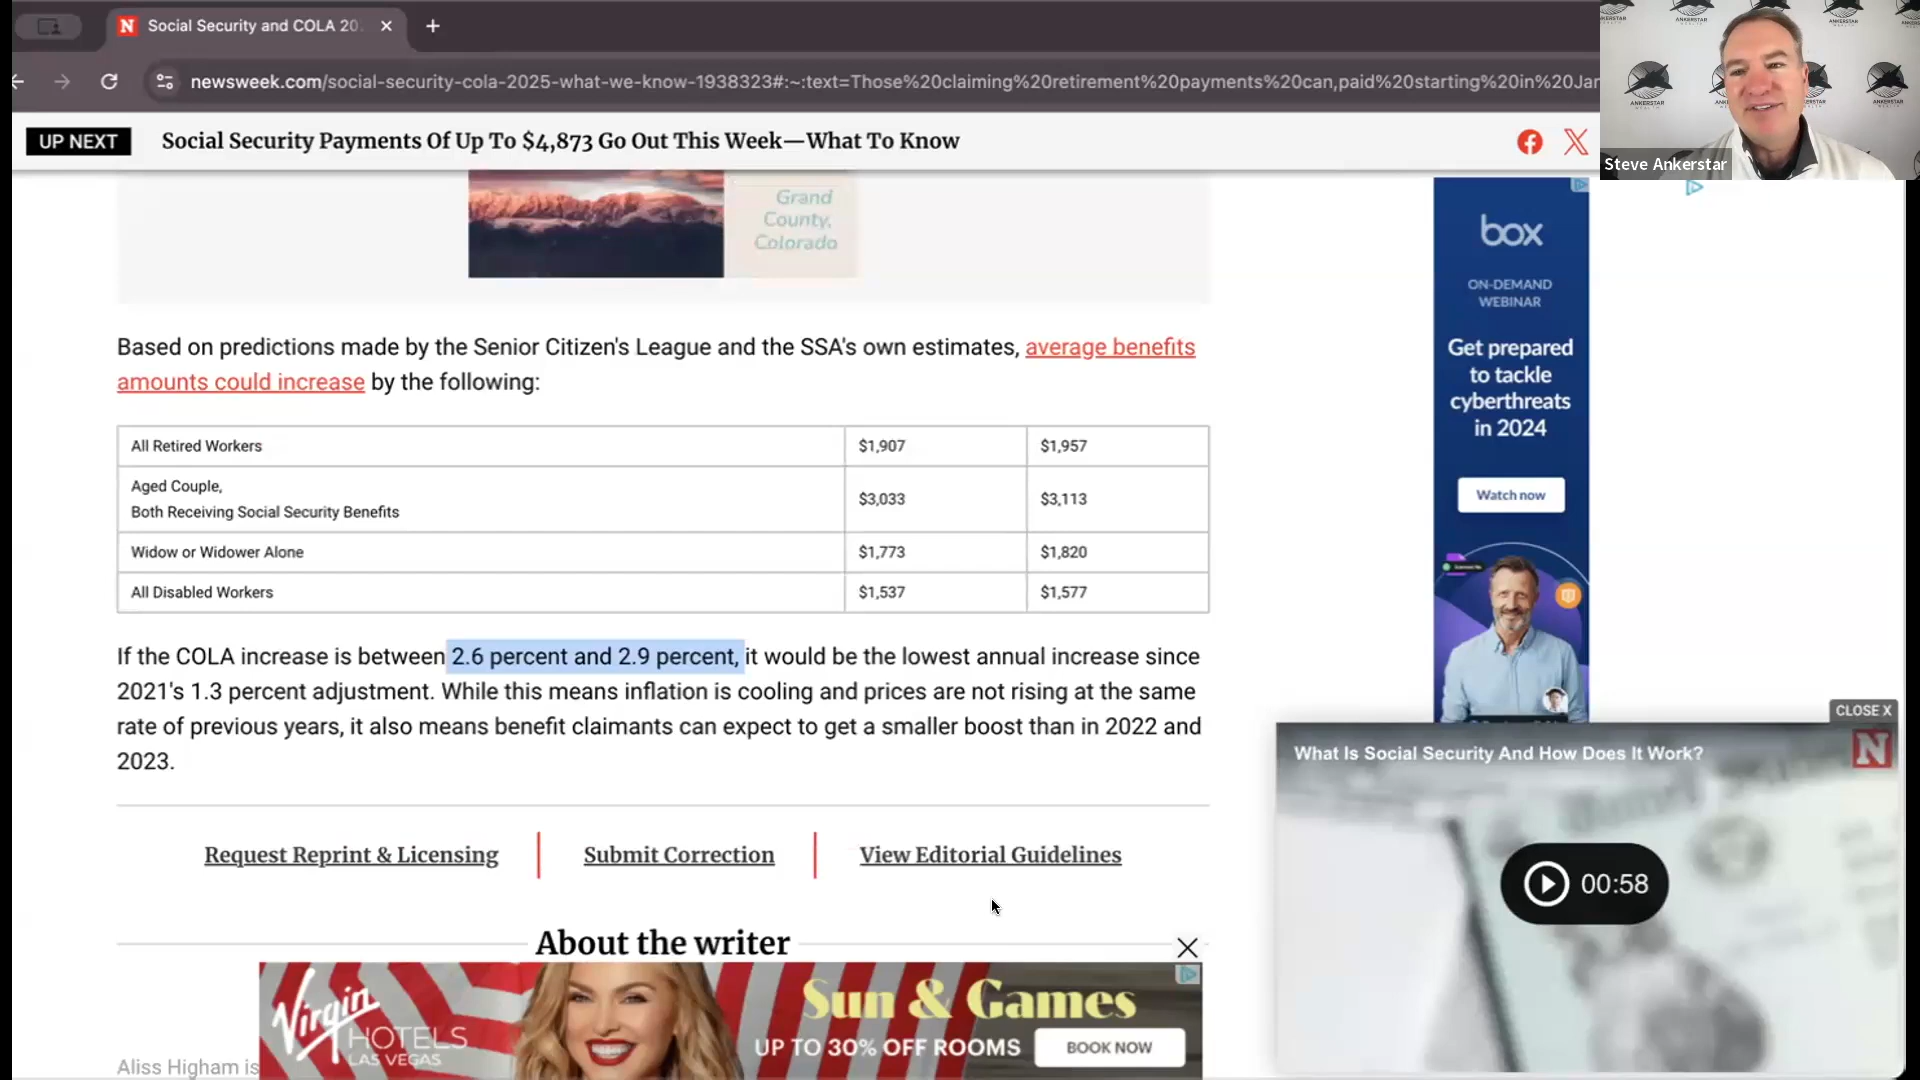 Social Security and COLA 20
newsweek.com/social-security-cola-2025-what-we-know-1938323#:~:text=Those%20claiming%20retirement%20payments%20can,paid%20starting%20in%20Jar
UP NEXT
Social Security Payments Of Up To $4,873 Go Out This Week—What To Know
ANKERSTAR
WEALTH
Steve Ankerstar
Grand
County,
Colorado
Based on predictions made by the Senior Citizen's League and the SSA's own estimates, average benefits
amounts could increase by the following:
All Retired Workers $1,907 $1,957
Aged Couple,
Both Receiving Social Security Benefits $3,033 $3,113
Widow or Widower Alone $1,773 $1,820
All Disabled Workers $1,537 $1,577
If the COLA increase is between 2.6 percent and 2.9 percent, it would be the lowest annual increase since
2021's 1.3 percent adjustment. While this means inflation is cooling and prices are not rising at the same
rate of previous years, it also means benefit claimants can expect to get a smaller boost than in 2022 and
2023.
Request Reprint & Licensing
Submit Correction
View Editorial Guidelines
About the writer
Aliss Higham is
Virgin
HOTELS
LAS VEGAS
Sun & Games
UP TO 30% OFF ROOMS
BOOK NOW
box
ON-DEMAND
WEBINAR
Get prepared
to tackle
cyberthreats
in 2024
Watch now
CLOSE X
What Is Social Security And How Does It Work?
N
00:58